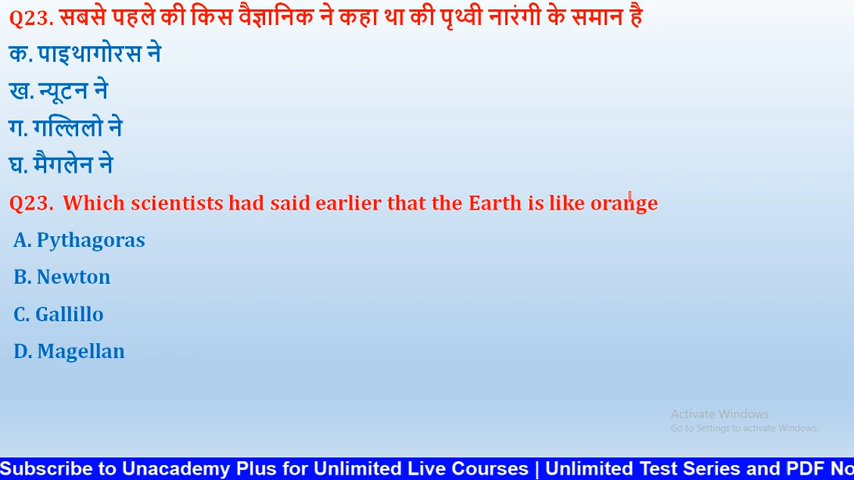 Q23. सबसे पहले की किस वैज्ञानिक ने कहा था की पृथ्वी नारंगी के समान है
क. पाइथागोरस ने
ख. न्यूटन ने
ग. गल्लिलो ने
घ. मैगलेन ने
Q23. Which scientists had said earlier that the Earth is like orange
A. Pythagoras
B. Newton
C. Gallillo
D. Magellan
Activate Windows
Go to Settings to activate Windows.
Subscribe to Unacademy Plus for Unlimited Live Courses | Unlimited Test Series and PDF No